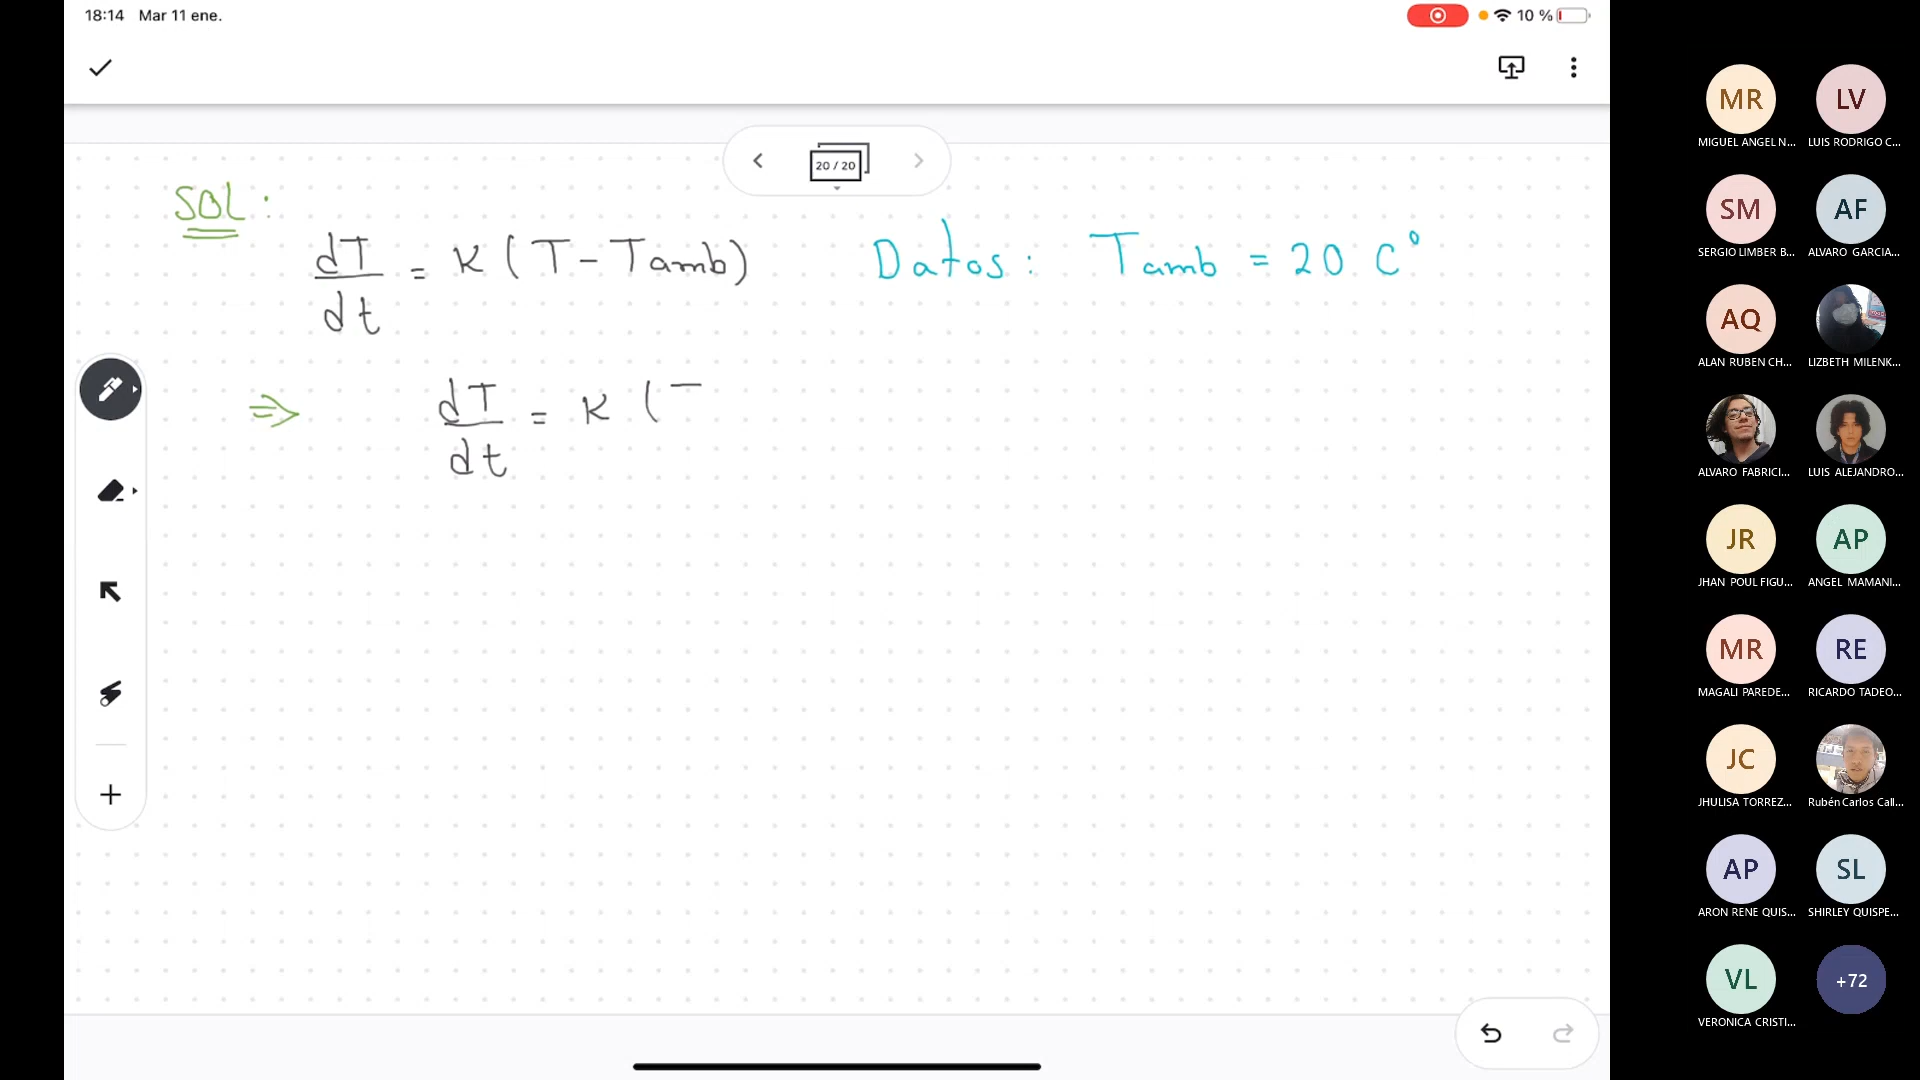 18:14 Mar 11 ene.
10 %
20 / 20
SOL:
dT/dt = K (T - Tamb) Datos: Tamb = 20 C°
⇒ dT/dt = K (
MR LV
MIGUEL ANGEL N... LUIS RODRIGO C...
SM AF
SERGIO LIMBER B... ALVARO GARCIA...
AQ
ALAN RUBEN CH... LIZBETH MILENK...
ALVARO FABRICI... LUIS ALEJANDRO...
JR AP
JHAN POUL FIGU... ANGEL MAMANI...
MR RE
MAGALI PAREDE... RICARDO TADEO...
JC
JHULISA TORREZ... Rubén Carlos Call...
AP SL
ARON RENE QUIS... SHIRLEY QUISPE...
VL +72
VERONICA CRISTI...